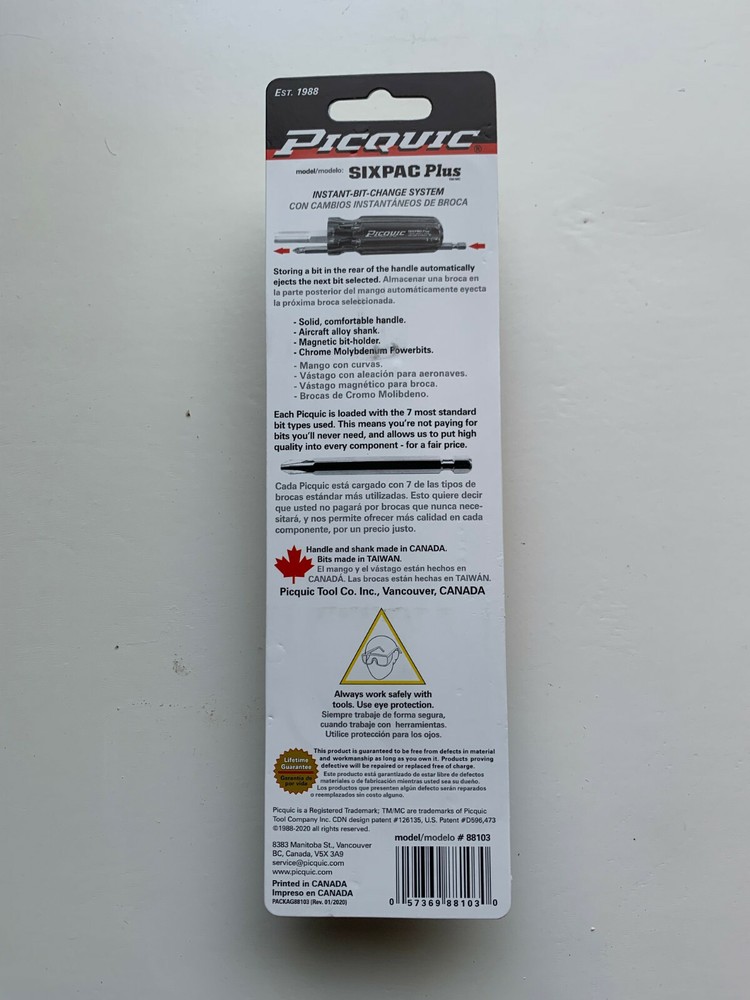 EST. 1988
PICQUIC®
model/modelo: SIXPAC Plus
INSTANT-BIT-CHANGE SYSTEM
CON CAMBIOS INSTANTÁNEOS DE BROCA
PICQUIC
Storing a bit in the rear of the handle automatically
ejects the next bit selected. Almacenar una broca en
la parte posterior del mango automáticamente eyecta
la próxima broca seleccionada.
- Solid, comfortable handle.
- Aircraft alloy shank.
- Magnetic bit-holder.
- Chrome Molybdenum Powerbits.
- Mango con curvas.
- Vástago con aleación para aeronaves.
- Vástago magnético para broca.
- Brocas de Cromo Molibdeno.
Each Picquic is loaded with the 7 most standard
bit types used. This means you're not paying for
bits you'll never need, and allows us to put high
quality into every component - for a fair price.
Cada Picquic está cargado con 7 de las tipos de
brocas estándar más utilizadas. Esto quiere decir
que usted no pagará por brocas que nunca nece-
sitará, y nos permite ofrecer más calidad en cada
componente, por un precio justo.
Handle and shank made in CANADA.
Bits made in TAIWAN.
El mango y el vástago están hechos en
CANADÁ. Las brocas están hechas en TAIWÁN.
Picquic Tool Co. Inc., Vancouver, CANADA
Always work safely with
tools. Use eye protection.
Siempre trabaje de forma segura,
cuando trabaje con herramientas.
Utilice protección para los ojos.
Lifetime
Guarantee
Garantía de
por vida
This product is guaranteed to be free from defects in material
and workmanship as long as you own it. Products proving
defective will be repaired or replaced free of charge.
Este producto está garantizado de estar libre de defectos
materiales o de fabricación mientras usted sea su dueño.
Los productos que presenten algún defecto serán reparados
o reemplazados sin costo alguno.
Picquic is a Registered Trademark; TM/MC are trademarks of Picquic
Tool Company Inc. CDN design patent #126135, U.S. Patent #D596,473
©1988-2020 all rights reserved.
model/modelo # 88103
8383 Manitoba St., Vancouver
BC, Canada, V5X 3A9
service@picquic.com
www.picquic.com
Printed in CANADA
Impreso en CANADA
PACKAG88103 (Rev. 01/2020)
0 57369 88103 0